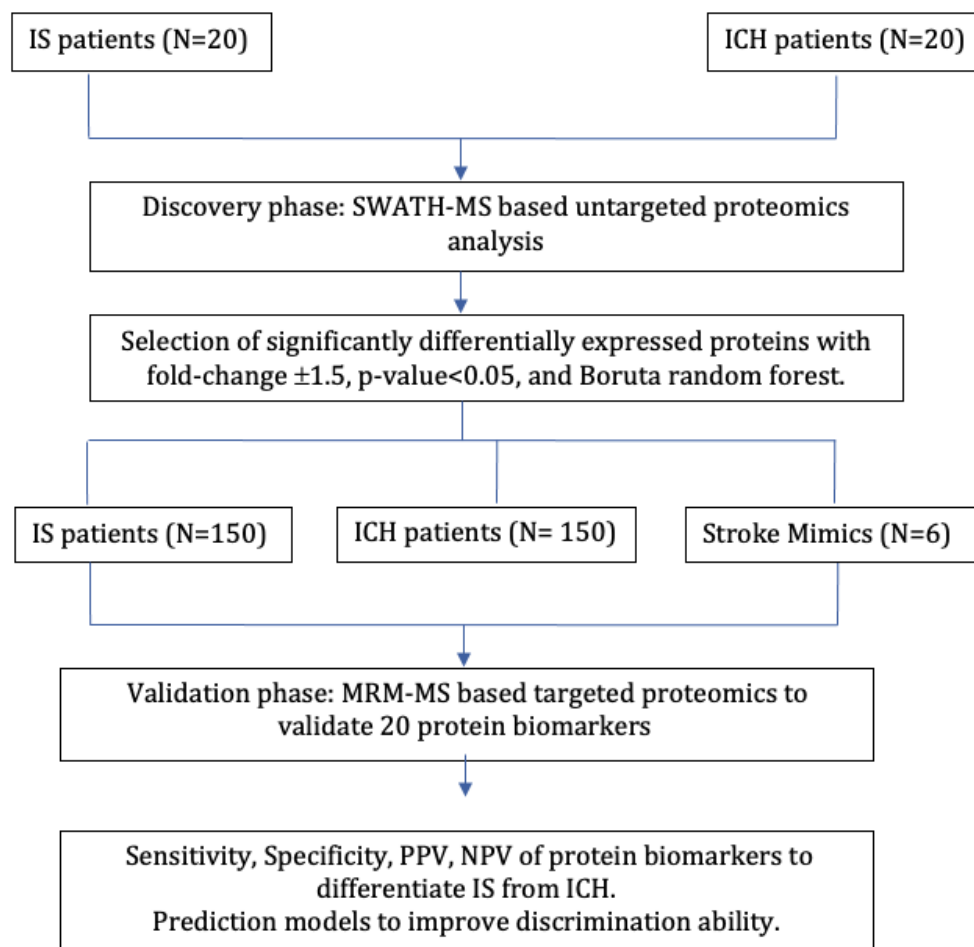 IS patients (N=20)
ICH patients (N=20)
Discovery phase: SWATH-MS based untargeted proteomics
analysis
Selection of significantly differentially expressed proteins with
fold-change ±1.5, p-value<0.05, and Boruta random forest.
IS patients (N=150)
ICH patients (N= 150)
Stroke Mimics (N=6)
Validation phase: MRM-MS based targeted proteomics to
validate 20 protein biomarkers
Sensitivity, Specificity, PPV, NPV of protein biomarkers to
differentiate IS from ICH.
Prediction models to improve discrimination ability.